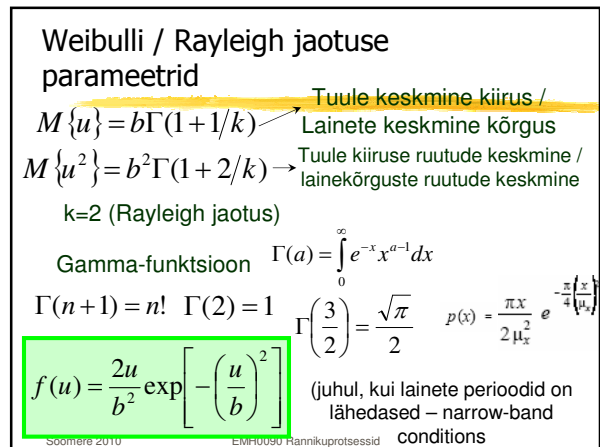 Weibulli / Rayleigh jaotuse
parameetrid
M{u} = bΓ(1+1/k)
Tuule keskmine kiirus /
Lainete keskmine kõrgus
M{u²} = b²Γ(1+2/k)
Tuule kiiruse ruutude keskmine /
lainekõrguste ruutude keskmine
k=2 (Rayleigh jaotus)
Gamma-funktsioon
Γ(a) = ∫₀^∞ e^{-x} x^{a-1} dx
Γ(n+1) = n! Γ(2) = 1
Γ(3/2) = √π/2
p(x) = πx/(2μₓ²) e^{-π/4 (x/μₓ)²}
f(u) = 2u/b² exp[-(u/b)²]
(juhul, kui lainete perioodid on
lähedased – narrow-band
conditions
Soomere 2010
EMH0090 Rannikuprotsessid